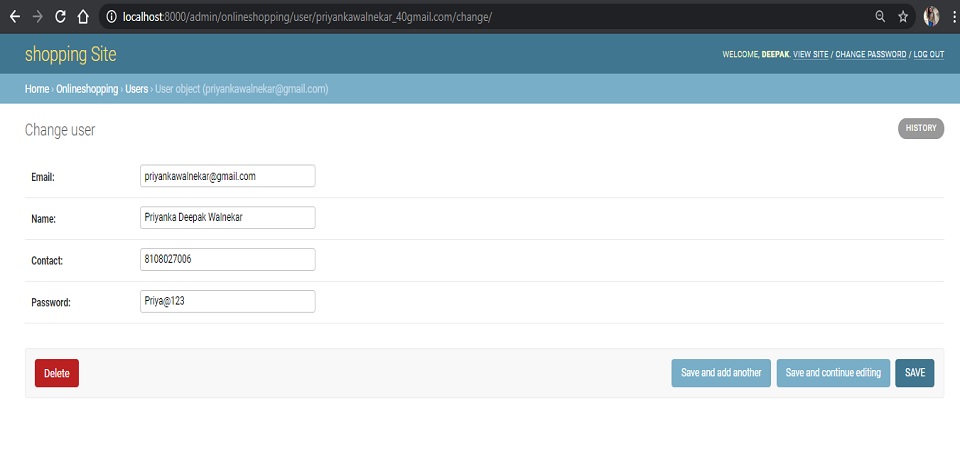 localhost:8000/admin/onlineshopping/user/priyankawalnekar_40gmail.com/change/
shopping Site
WELCOME, DEEPAK. VIEW SITE / CHANGE PASSWORD / LOG OUT
Home › Onlineshopping › Users › User object (priyankawalnekar@gmail.com)
Change user
HISTORY
Email: priyankawalnekar@gmail.com
Name: Priyanka Deepak Walnekar
Contact: 8108027006
Password: Priya@123
Delete Save and add another Save and continue editing SAVE